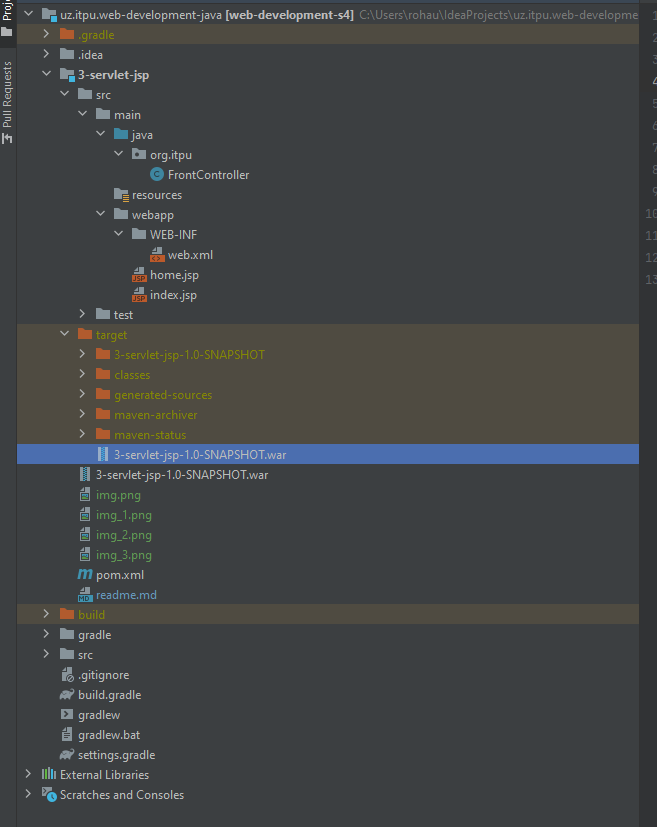 Proje
Pull Requests
uz.itpu.web-development-java [web-development-s4] C:\Users\rohau\IdeaProjects\uz.itpu.web-developme
.gradle
.idea
3-servlet-jsp
src
main
java
org.itpu
C FrontController
resources
webapp
WEB-INF
web.xml
JSP home.jsp
JSP index.jsp
test
target
3-servlet-jsp-1.0-SNAPSHOT
classes
generated-sources
maven-archiver
maven-status
3-servlet-jsp-1.0-SNAPSHOT.war
3-servlet-jsp-1.0-SNAPSHOT.war
img.png
img_1.png
img_2.png
img_3.png
m pom.xml
MD readme.md
build
gradle
src
.gitignore
build.gradle
gradlew
gradlew.bat
settings.gradle
External Libraries
Scratches and Consoles
1
2
3
4
5
6
7
8
9
10
11
12
13